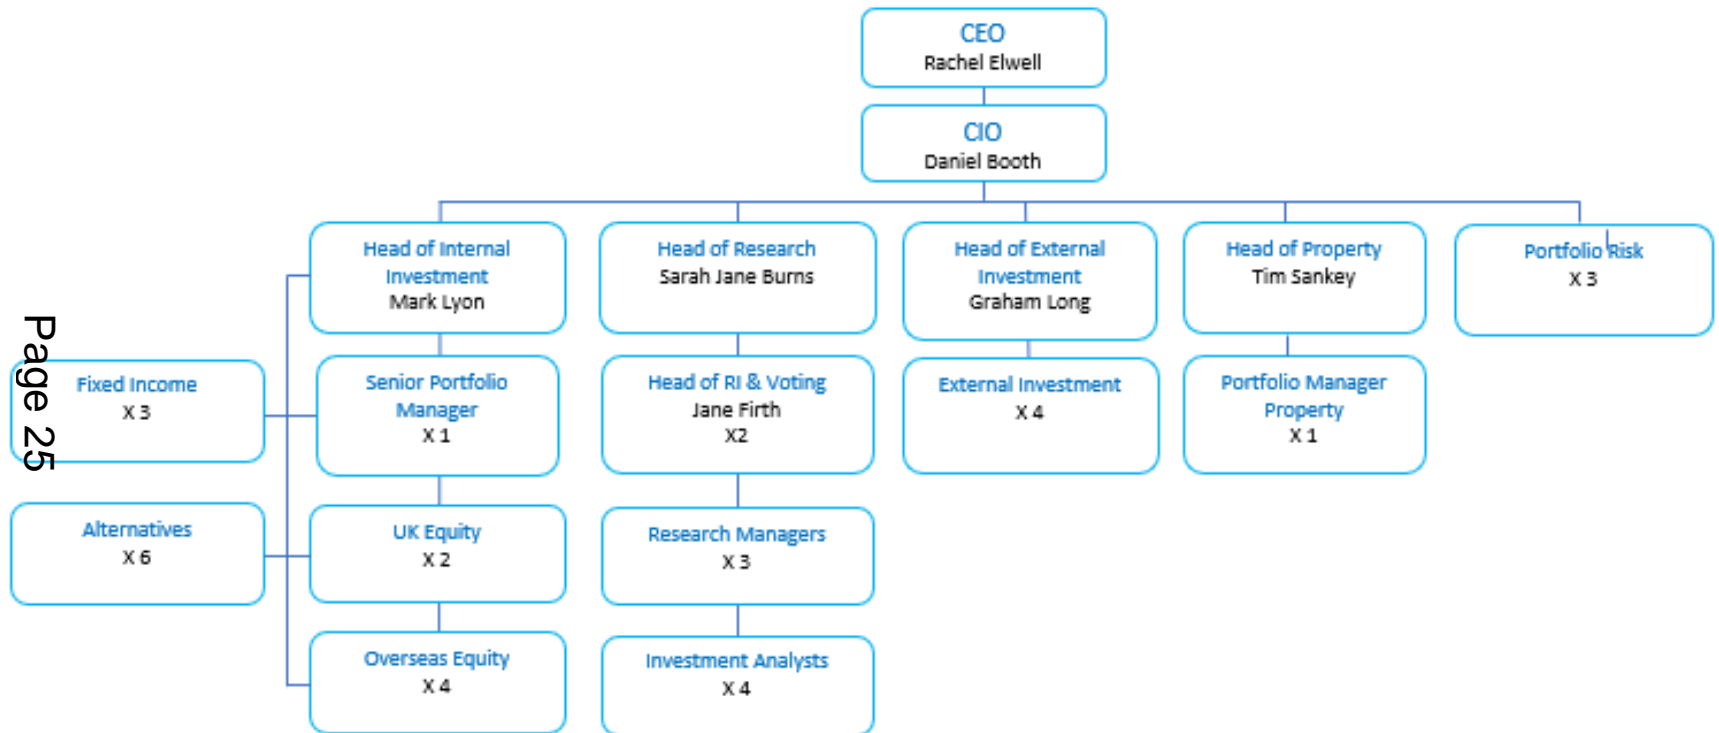 CEO
Rachel Elwell
CIO
Daniel Booth
Head of Internal
Investment
Mark Lyon
Head of Research
Sarah Jane Burns
Head of External
Investment
Graham Long
Head of Property
Tim Sankey
Portfolio Risk
X 3
Fixed Income
X 3
Senior Portfolio
Manager
X 1
Head of RI & Voting
Jane Firth
X2
External Investment
X 4
Portfolio Manager
Property
X 1
Alternatives
X 6
UK Equity
X 2
Research Managers
X 3
Overseas Equity
X 4
Investment Analysts
X 4
Page 25